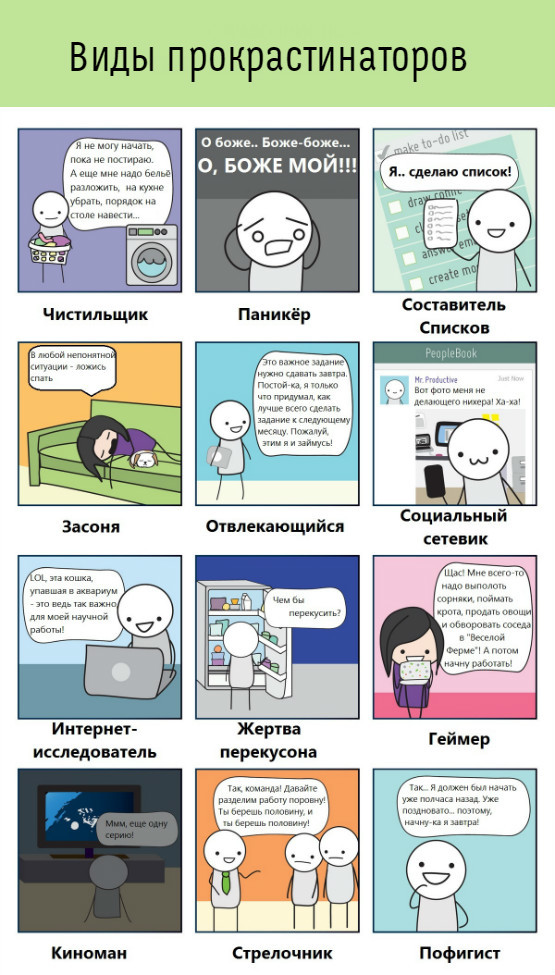 Виды прокрастинаторов
Я не могу начать,
пока не постираю.
А еще мне надо бельё
разложить, на кухне
убрать, порядок на
столе навести...
Чистильщик
О боже.. Боже-боже...
О, БОЖЕ МОЙ!!!
Паникёр
make to-do list
Я.. сделаю список!
draw comic
create mo
Составитель
Списков
В любой непонятной
ситуации - ложись
спать
Засоня
Это важное задание
нужно сдавать завтра.
Постой-ка, я только
что придумал, как
лучше всего сделать
задание к следующему
месяцу. Пожалуй,
этим я и займусь!
Отвлекающийся
PeopleBook
Mr. Productive
Just Now
Вот фото меня не
делающего нихера! Ха-ха!
Социальный
сетевик
LOL, эта кошка,
упавшая в аквариум
- это ведь так важно
для моей научной
работы!
Интернет-
исследователь
Чем бы
перекусить?
Жертва
перекусона
Щас! Мне всего-то
надо выполоть
сорняки, поймать
крота, продать овощи
и обворовать соседа
в "Веселой
Ферме"! А потом
начну работать!
Геймер
Ммм, еще одну
серию!
Киноман
Так, команда! Давайте
разделим работу поровну!
Ты берешь половину, и
ты берешь половину!
Стрелочник
Так... Я должен был начать
уже полчаса назад. Уже
поздновато... поэтому,
начну-ка я завтра!
Пофигист